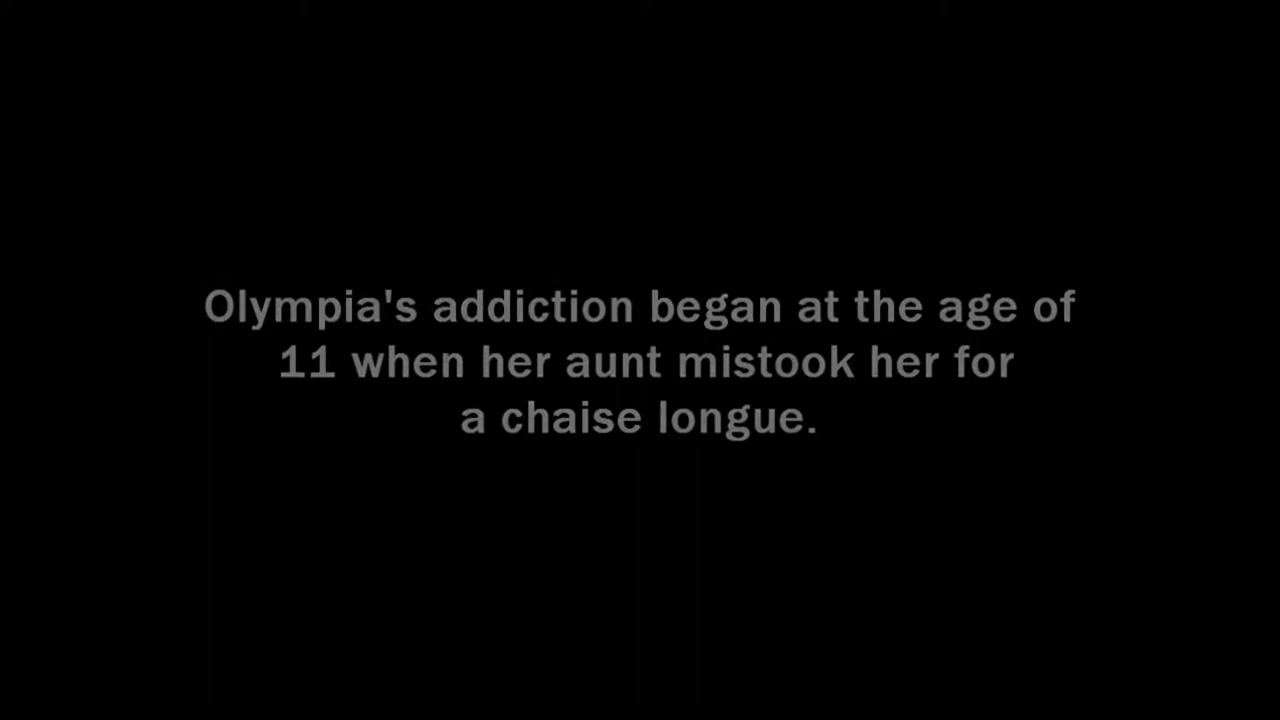 Olympia's addiction began at the age of
11 when her aunt mistook her for
a chaise longue.